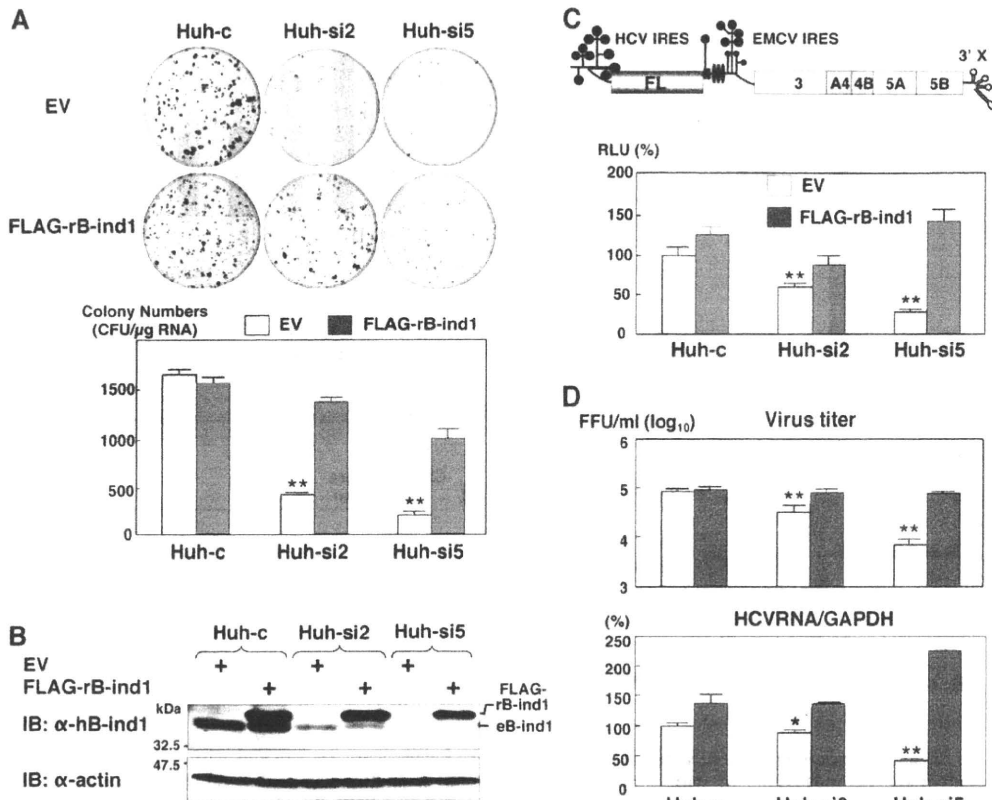 A
Huh-c Huh-si2 Huh-si5
EV
FLAG-rB-ind1
Colony Numbers
(CFU/µg RNA)
EV FLAG-rB-ind1
1500
1000
500
0
Huh-c Huh-si2 Huh-si5
B
Huh-c Huh-si2 Huh-si5
EV + + +
FLAG-rB-ind1 + + +
kDa
FLAG-
rB-ind1
IB: α-hB-ind1
eB-ind1
32.5
47.5
IB: α-actin
C
HCV IRES EMCV IRES
3' X
FL 3 A4 4B 5A 5B
RLU (%)
200
EV
150
FLAG-rB-ind1
100
50
0
** **
Huh-c Huh-si2 Huh-si5
D
FFU/ml (log10) Virus titer
6
5
4
3
** **
HCVRNA/GAPDH
(%)
250
200
150
100
50
0
* **